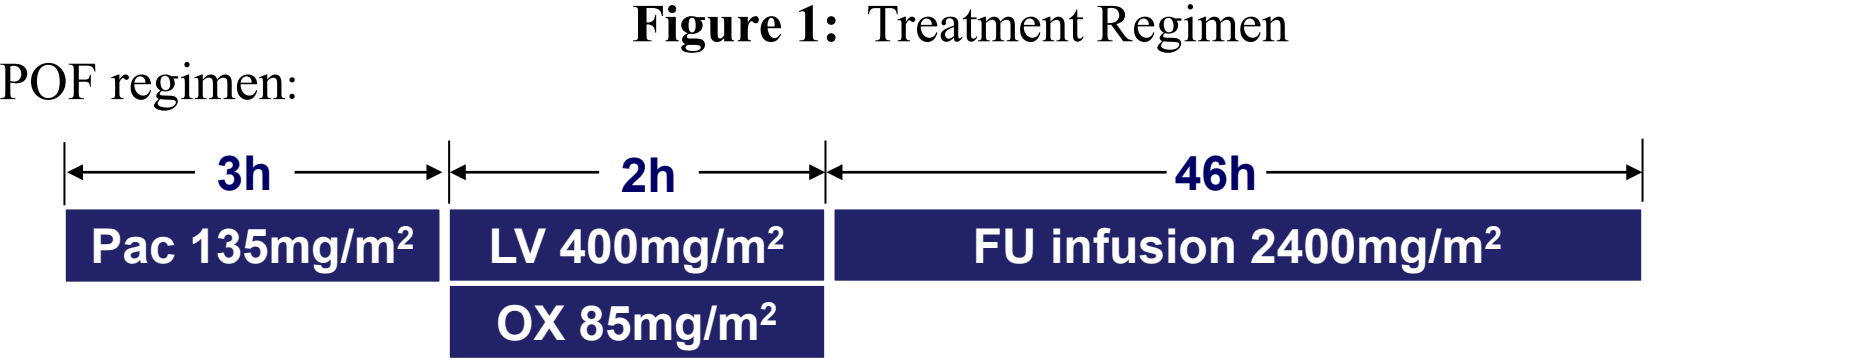 Figure 1: Treatment Regimen
POF regimen:
3h 2h 46h
Pac 135mg/m² LV 400mg/m² FU infusion 2400mg/m²
OX 85mg/m²